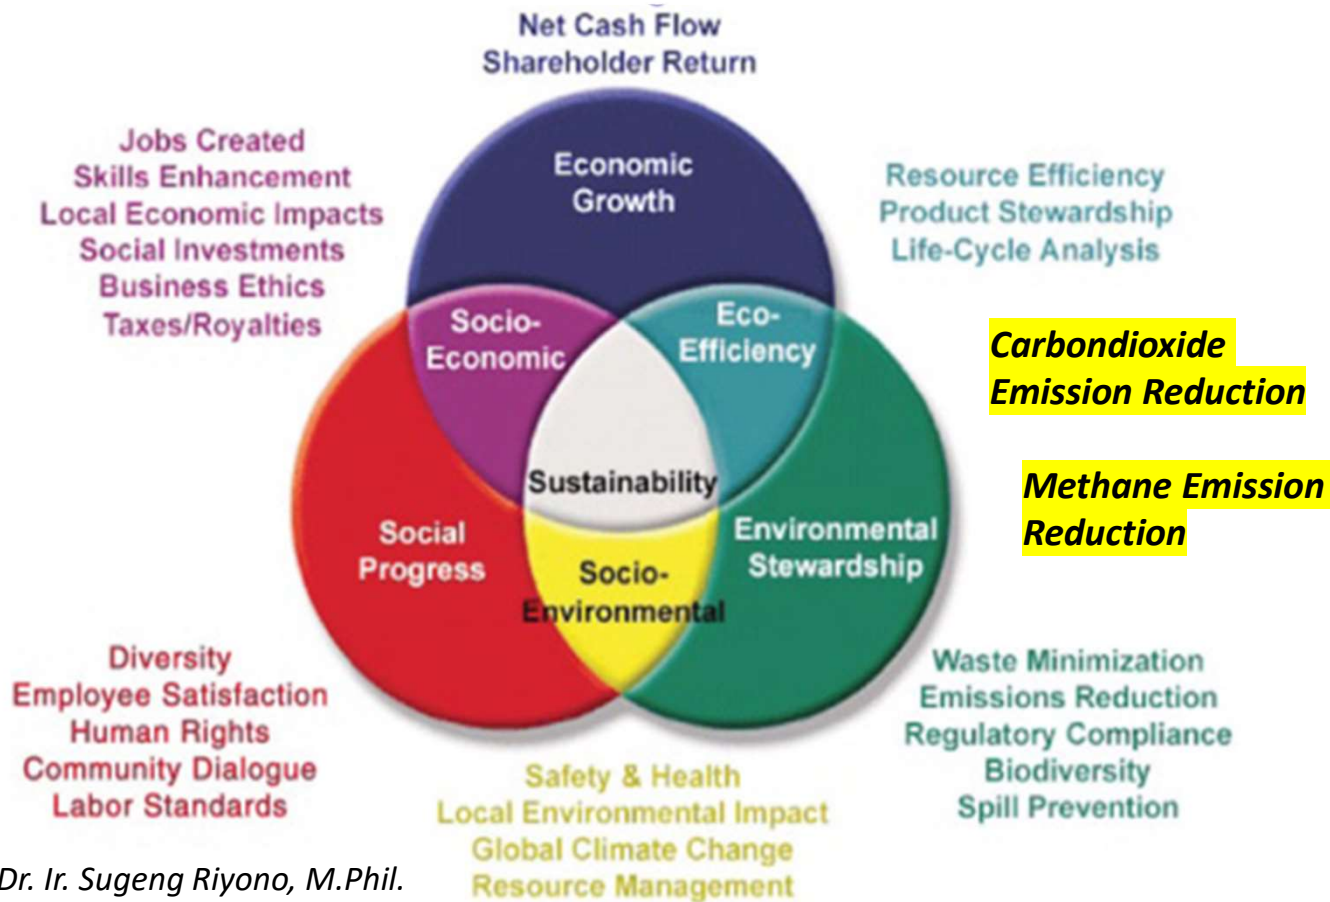 Net Cash Flow
Shareholder Return
Jobs Created
Skills Enhancement
Local Economic Impacts
Social Investments
Business Ethics
Taxes/Royalties
Economic
Growth
Resource Efficiency
Product Stewardship
Life-Cycle Analysis
Socio-
Economic
Eco-
Efficiency
Carbondioxide
Emission Reduction
Sustainability
Methane Emission
Reduction
Social
Progress
Socio-
Environmental
Environmental
Stewardship
Diversity
Employee Satisfaction
Human Rights
Community Dialogue
Labor Standards
Safety & Health
Local Environmental Impact
Global Climate Change
Resource Management
Waste Minimization
Emissions Reduction
Regulatory Compliance
Biodiversity
Spill Prevention
Dr. Ir. Sugeng Riyono, M.Phil.